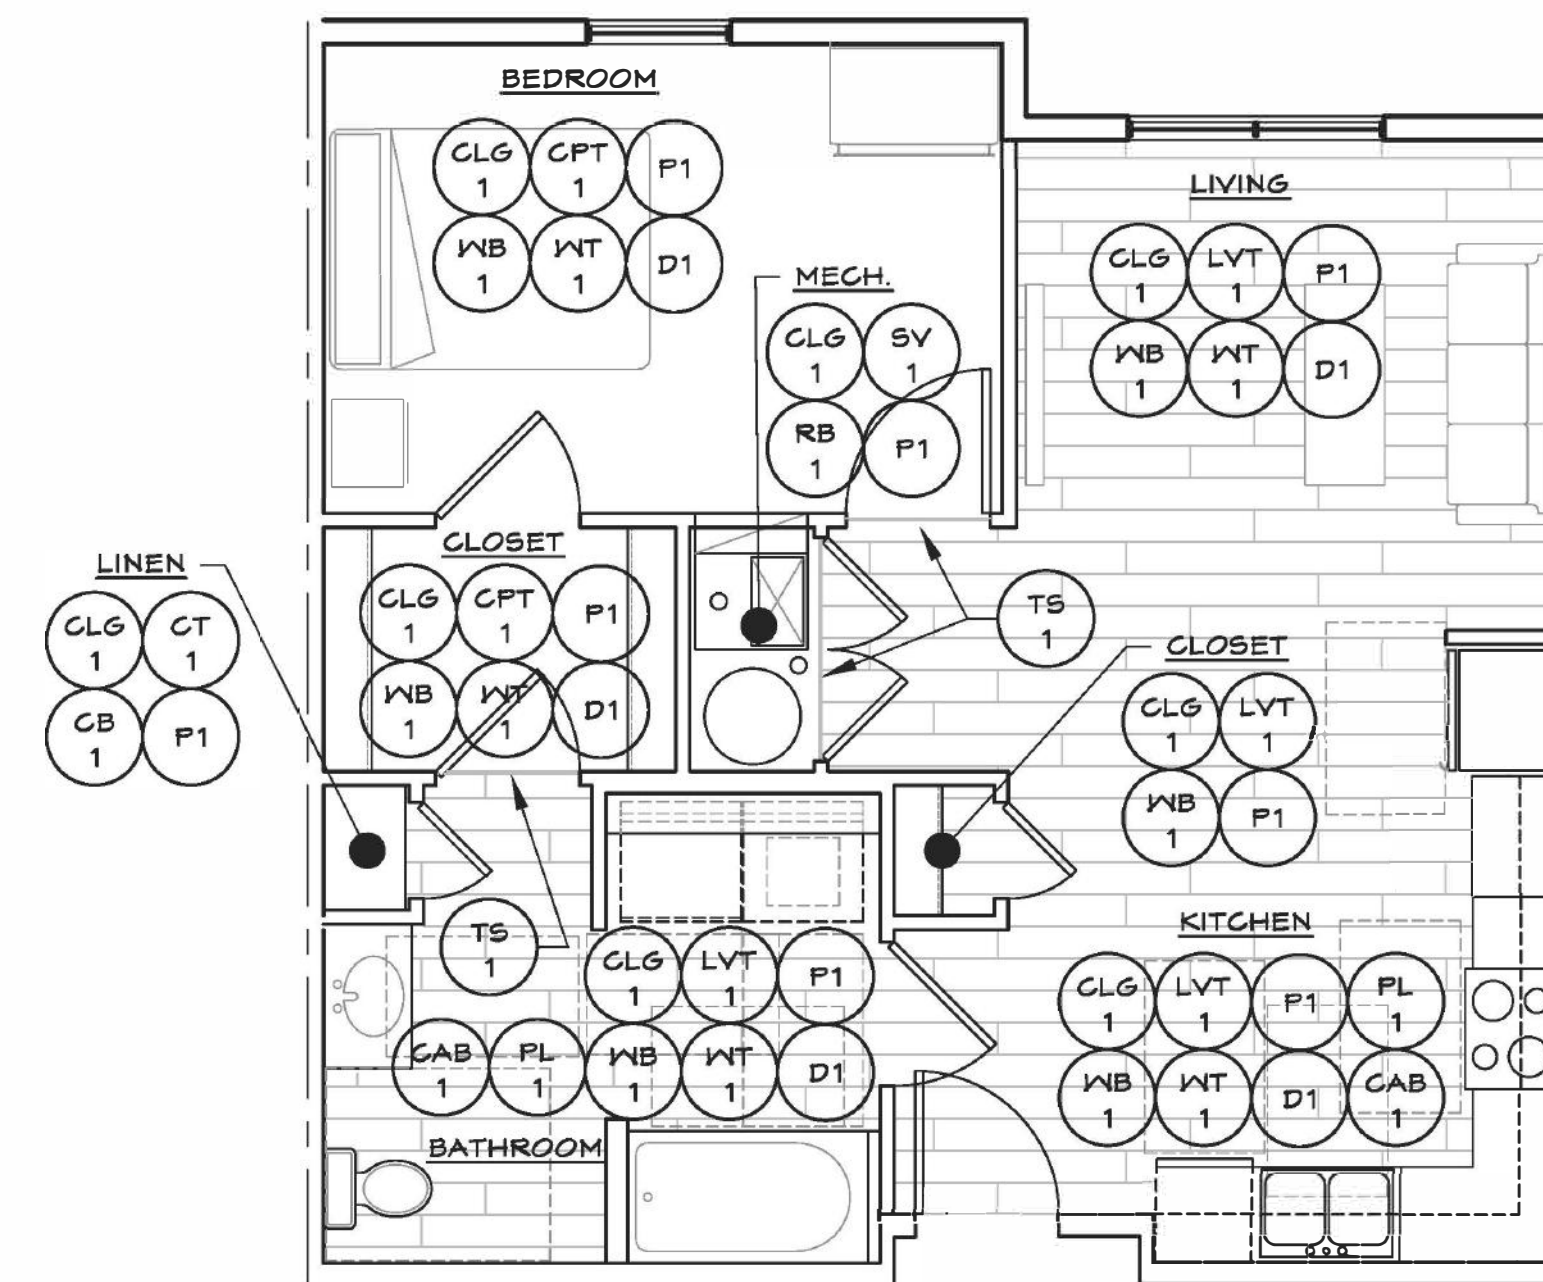 BEDROOM
CLG 1
CPT 1
P1
WB 1
WT 1
D1
LIVING
CLG 1
LVT 1
P1
WB 1
WT 1
D1
MECH.
CLG 1
SV 1
RB 1
P1
CLOSET
CLG 1
CPT 1
P1
WB 1
WT 1
D1
LINEN
CLG 1
CT 1
CB 1
P1
TS 1
CLOSET
CLG 1
LVT 1
WB 1
P1
TS 1
CLG 1
LVT 1
P1
CAB 1
PL 1
WB 1
WT 1
D1
BATHROOM
KITCHEN
CLG 1
LVT 1
P1
PL 1
WB 1
WT 1
D1
CAB 1